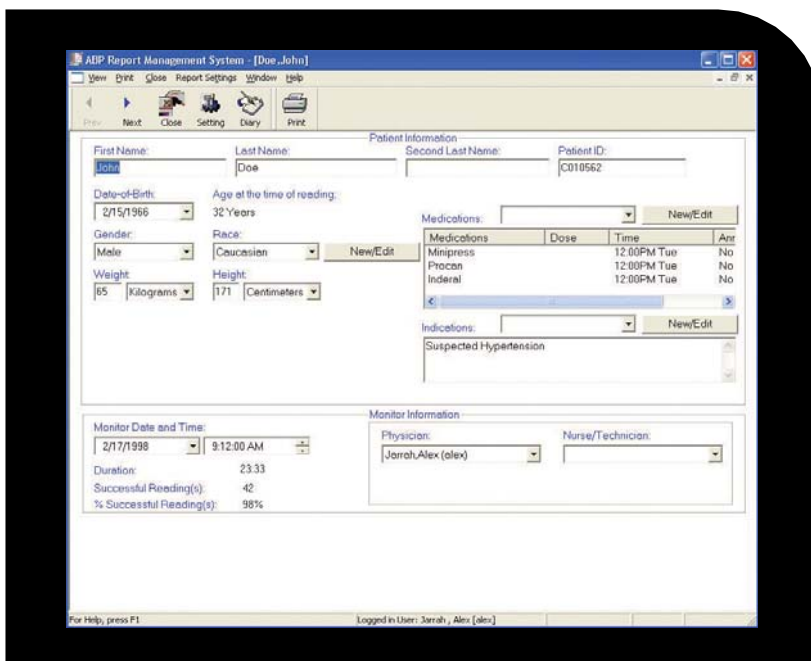 ABP Report Management System - [Doe,John]
View Print Close Report Settings Window Help
Prev Next Close Setting Diary Print
Patient Information
First Name: Last Name: Second Last Name: Patient ID:
John Doe C010562
Date-of-Birth: Age at the time of reading:
2/15/1966 32 Years
Gender: Race:
Male Caucasian New/Edit
Weight: Height:
65 Kilograms 171 Centimeters
Medications: New/Edit
Medications Dose Time Anr
Minipress 12:00PM Tue No
Procan 12:00PM Tue No
Inderal 12:00PM Tue No
Indications: New/Edit
Suspected Hypertension
Monitor Information
Monitor Date and Time:
2/17/1998 9:12:00 AM
Duration: 23:33
Successful Reading(s): 42
% Successful Reading(s): 98%
Physician: Nurse/Technician:
Jarrah,Alex (alex)
For Help, press F1 Logged in User: Jarrah , Alex [alex]